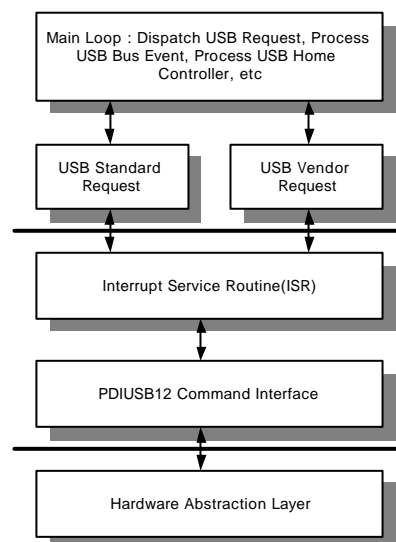 Main Loop : Dispatch USB Request, Process
USB Bus Event, Process USB Home
Controller, etc
USB Standard
Request
USB Vendor
Request
Interrupt Service Routine(ISR)
PDIUSB12 Command Interface
Hardware Abstraction Layer